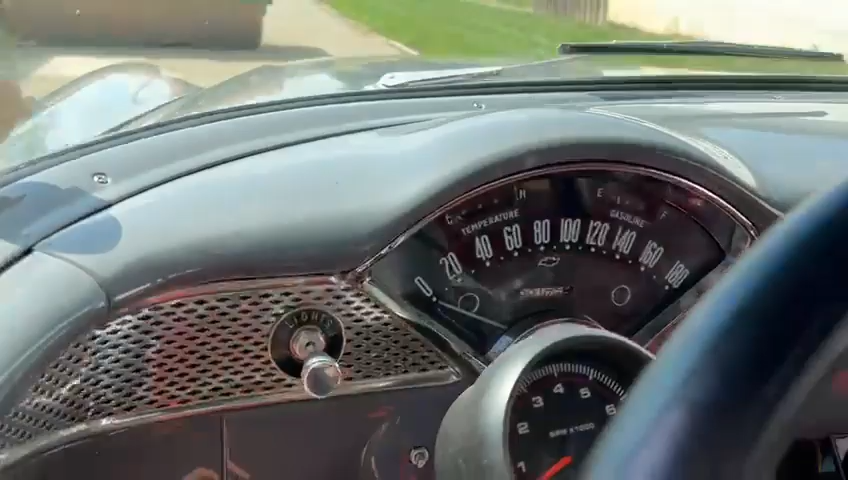 C H E F
TEMPERATURE GASOLINE
0 20 40 60 80 100 120 140 160 180
LIGHTS
1 2 3 4 5 6
RPM X1000